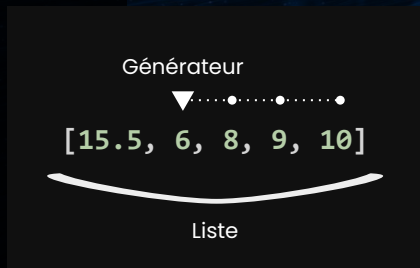 Générateur
[15.5, 6, 8, 9, 10]
Liste